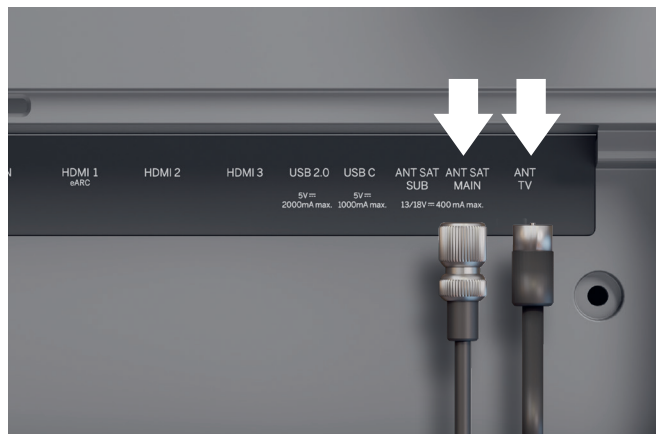 N
HDMI 1
eARC
HDMI 2
HDMI 3
USB 2.0
5V⎓
2000mA max.
USB C
5V⎓
1000mA max.
ANT SAT
SUB
ANT SAT
MAIN
13/18V⎓400 mA max.
ANT
TV